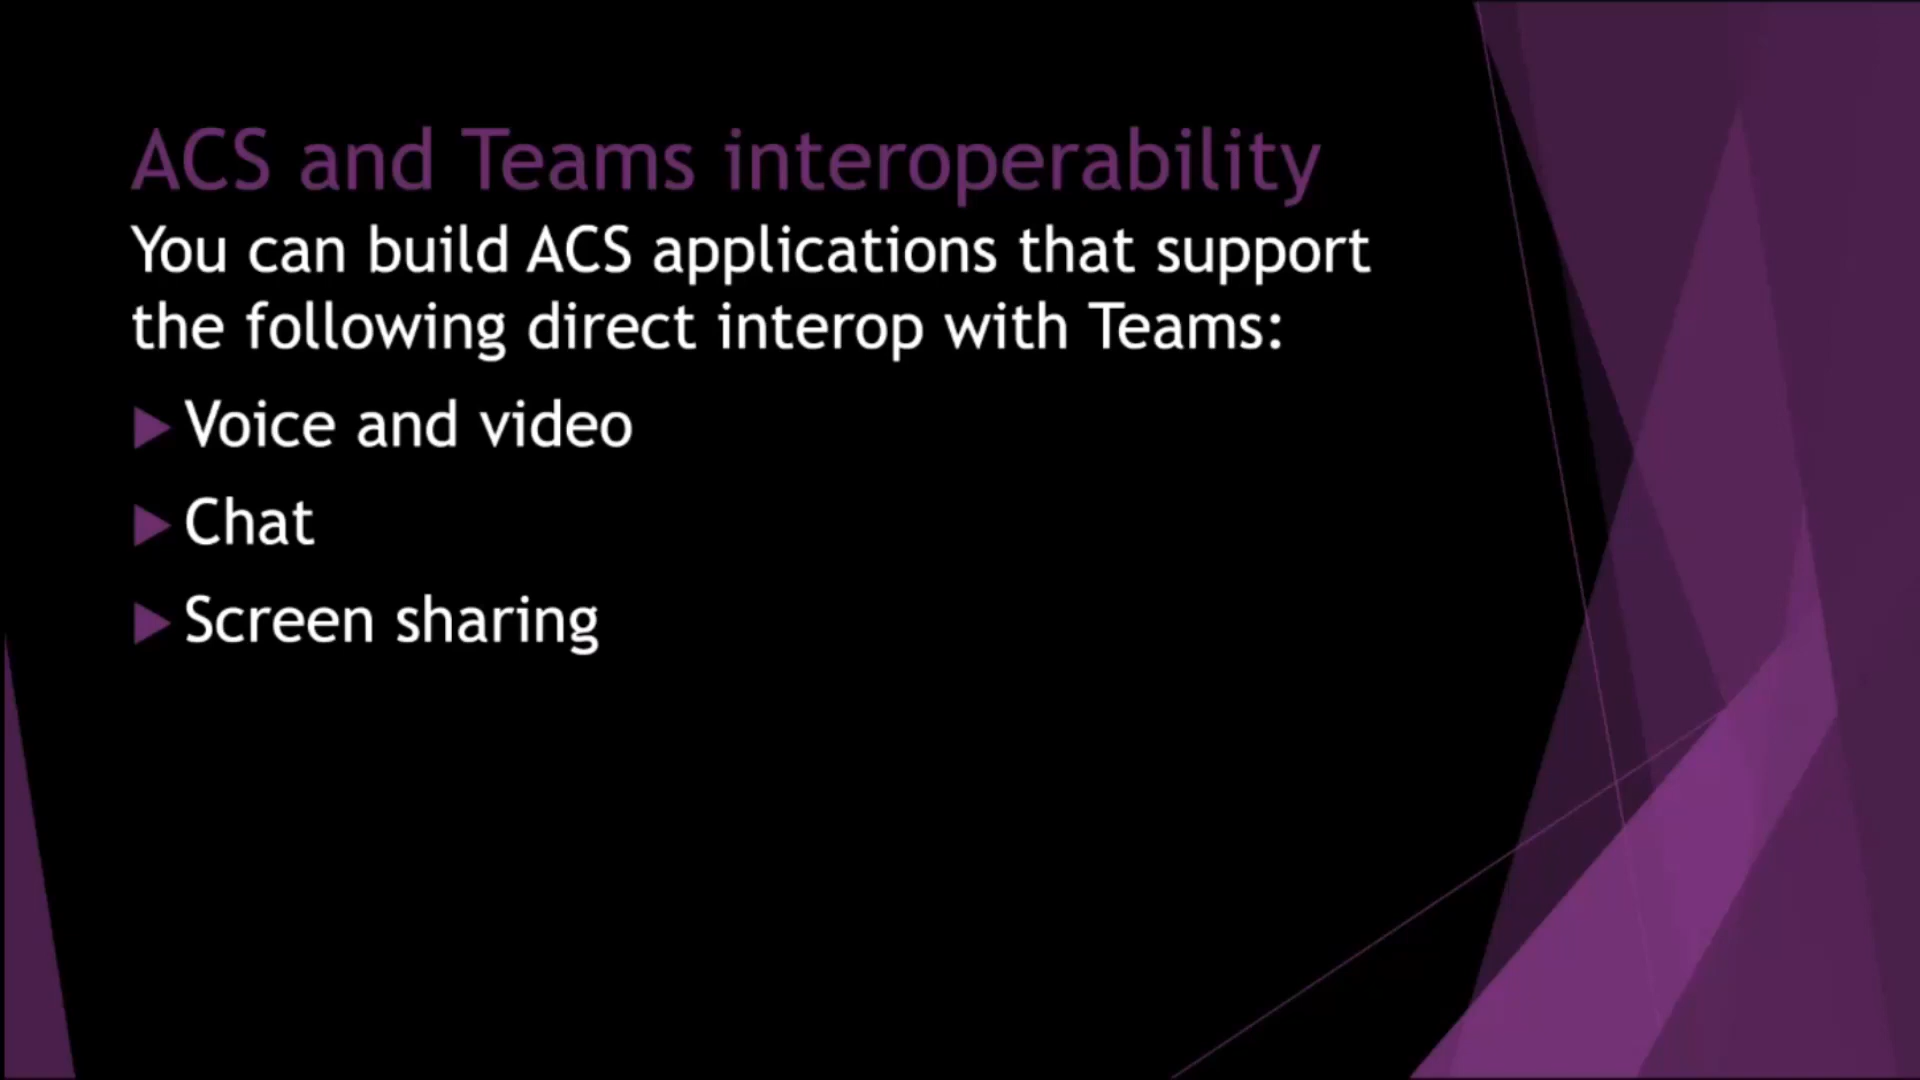 ACS and Teams interoperability
You can build ACS applications that support
the following direct interop with Teams:
Voice and video
Chat
Screen sharing